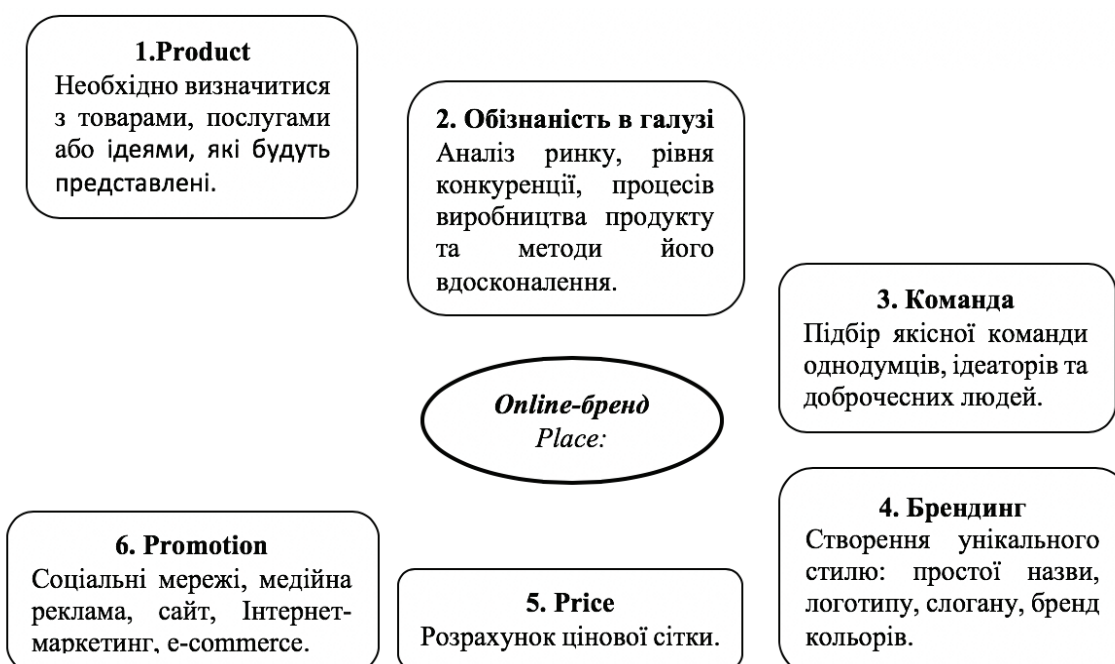 1.Product
Необхідно визначитися
з товарами, послугами
або ідеями, які будуть
представлені.
2. Обізнаність в галузі
Аналіз ринку, рівня
конкуренції, процесів
виробництва продукту
та методи його
вдосконалення.
3. Команда
Підбір якісної команди
однодумців, ідеаторів та
доброчесних людей.
Online-бренд
Place:
4. Брендинг
Створення унікального
стилю: простої назви,
логотипу, слогану, бренд
кольорів.
5. Price
Розрахунок цінової сітки.
6. Promotion
Соціальні мережі, медійна
реклама, сайт, Інтернет-
маркетинг, e-commerce.